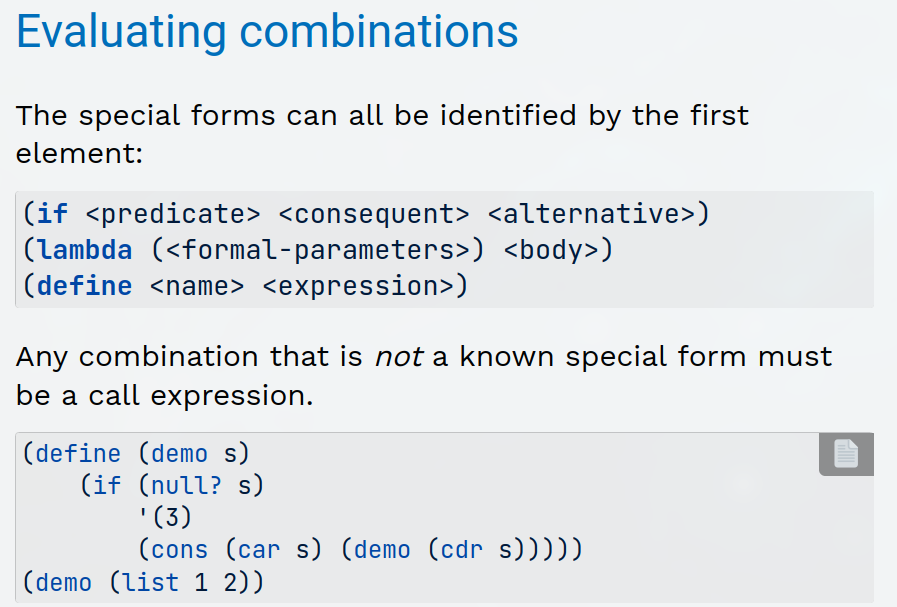 Evaluating combinations
The special forms can all be identified by the first
element:
(if <predicate> <consequent> <alternative>)
(lambda (<formal-parameters>) <body>)
(define <name> <expression>)
Any combination that is not a known special form must
be a call expression.
(define (demo s)
    (if (null? s)
        '(3)
        (cons (car s) (demo (cdr s)))))
(demo (list 1 2))